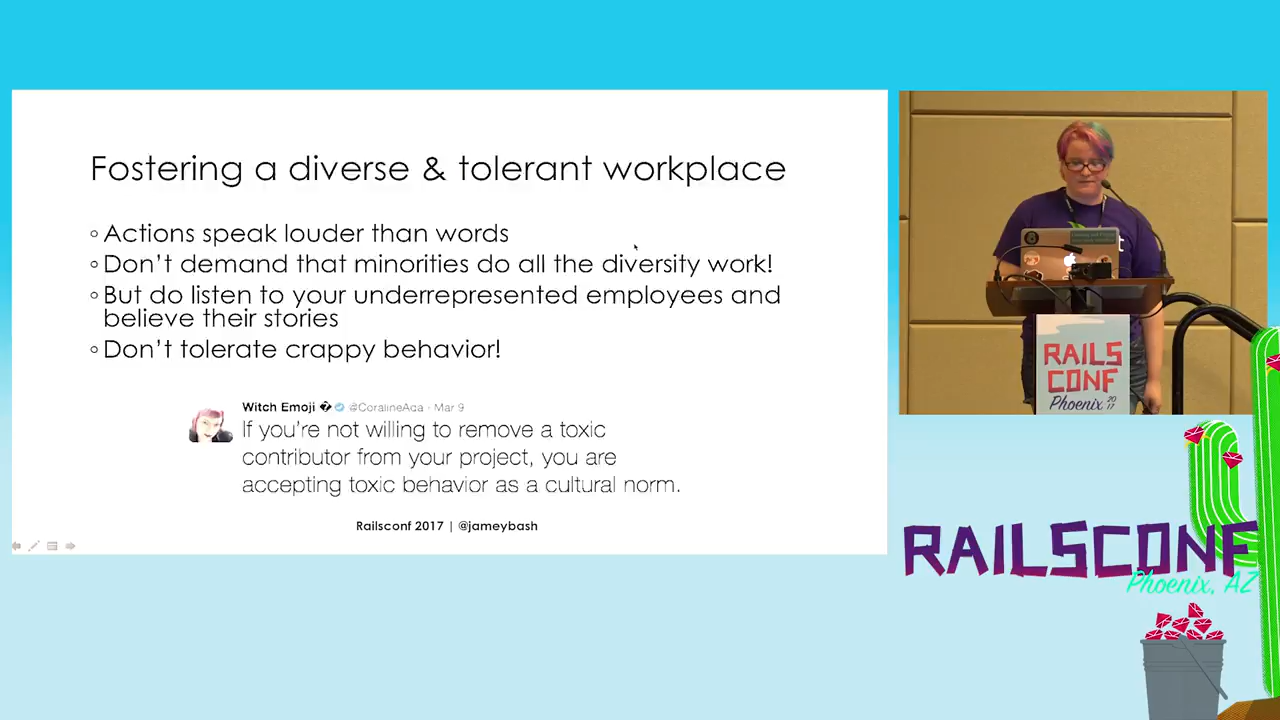 Fostering a diverse & tolerant workplace
◦ Actions speak louder than words
◦ Don't demand that minorities do all the diversity work!
◦ But do listen to your underrepresented employees and
believe their stories
◦ Don't tolerate crappy behavior!
Witch Emoji � @CoralineAda · Mar 9
If you're not willing to remove a toxic
contributor from your project, you are
accepting toxic behavior as a cultural norm.
Railsconf 2017 | @jameybash
RAILS
CONF
Phoenix 2017
RAILSCONF
Phoenix, AZ